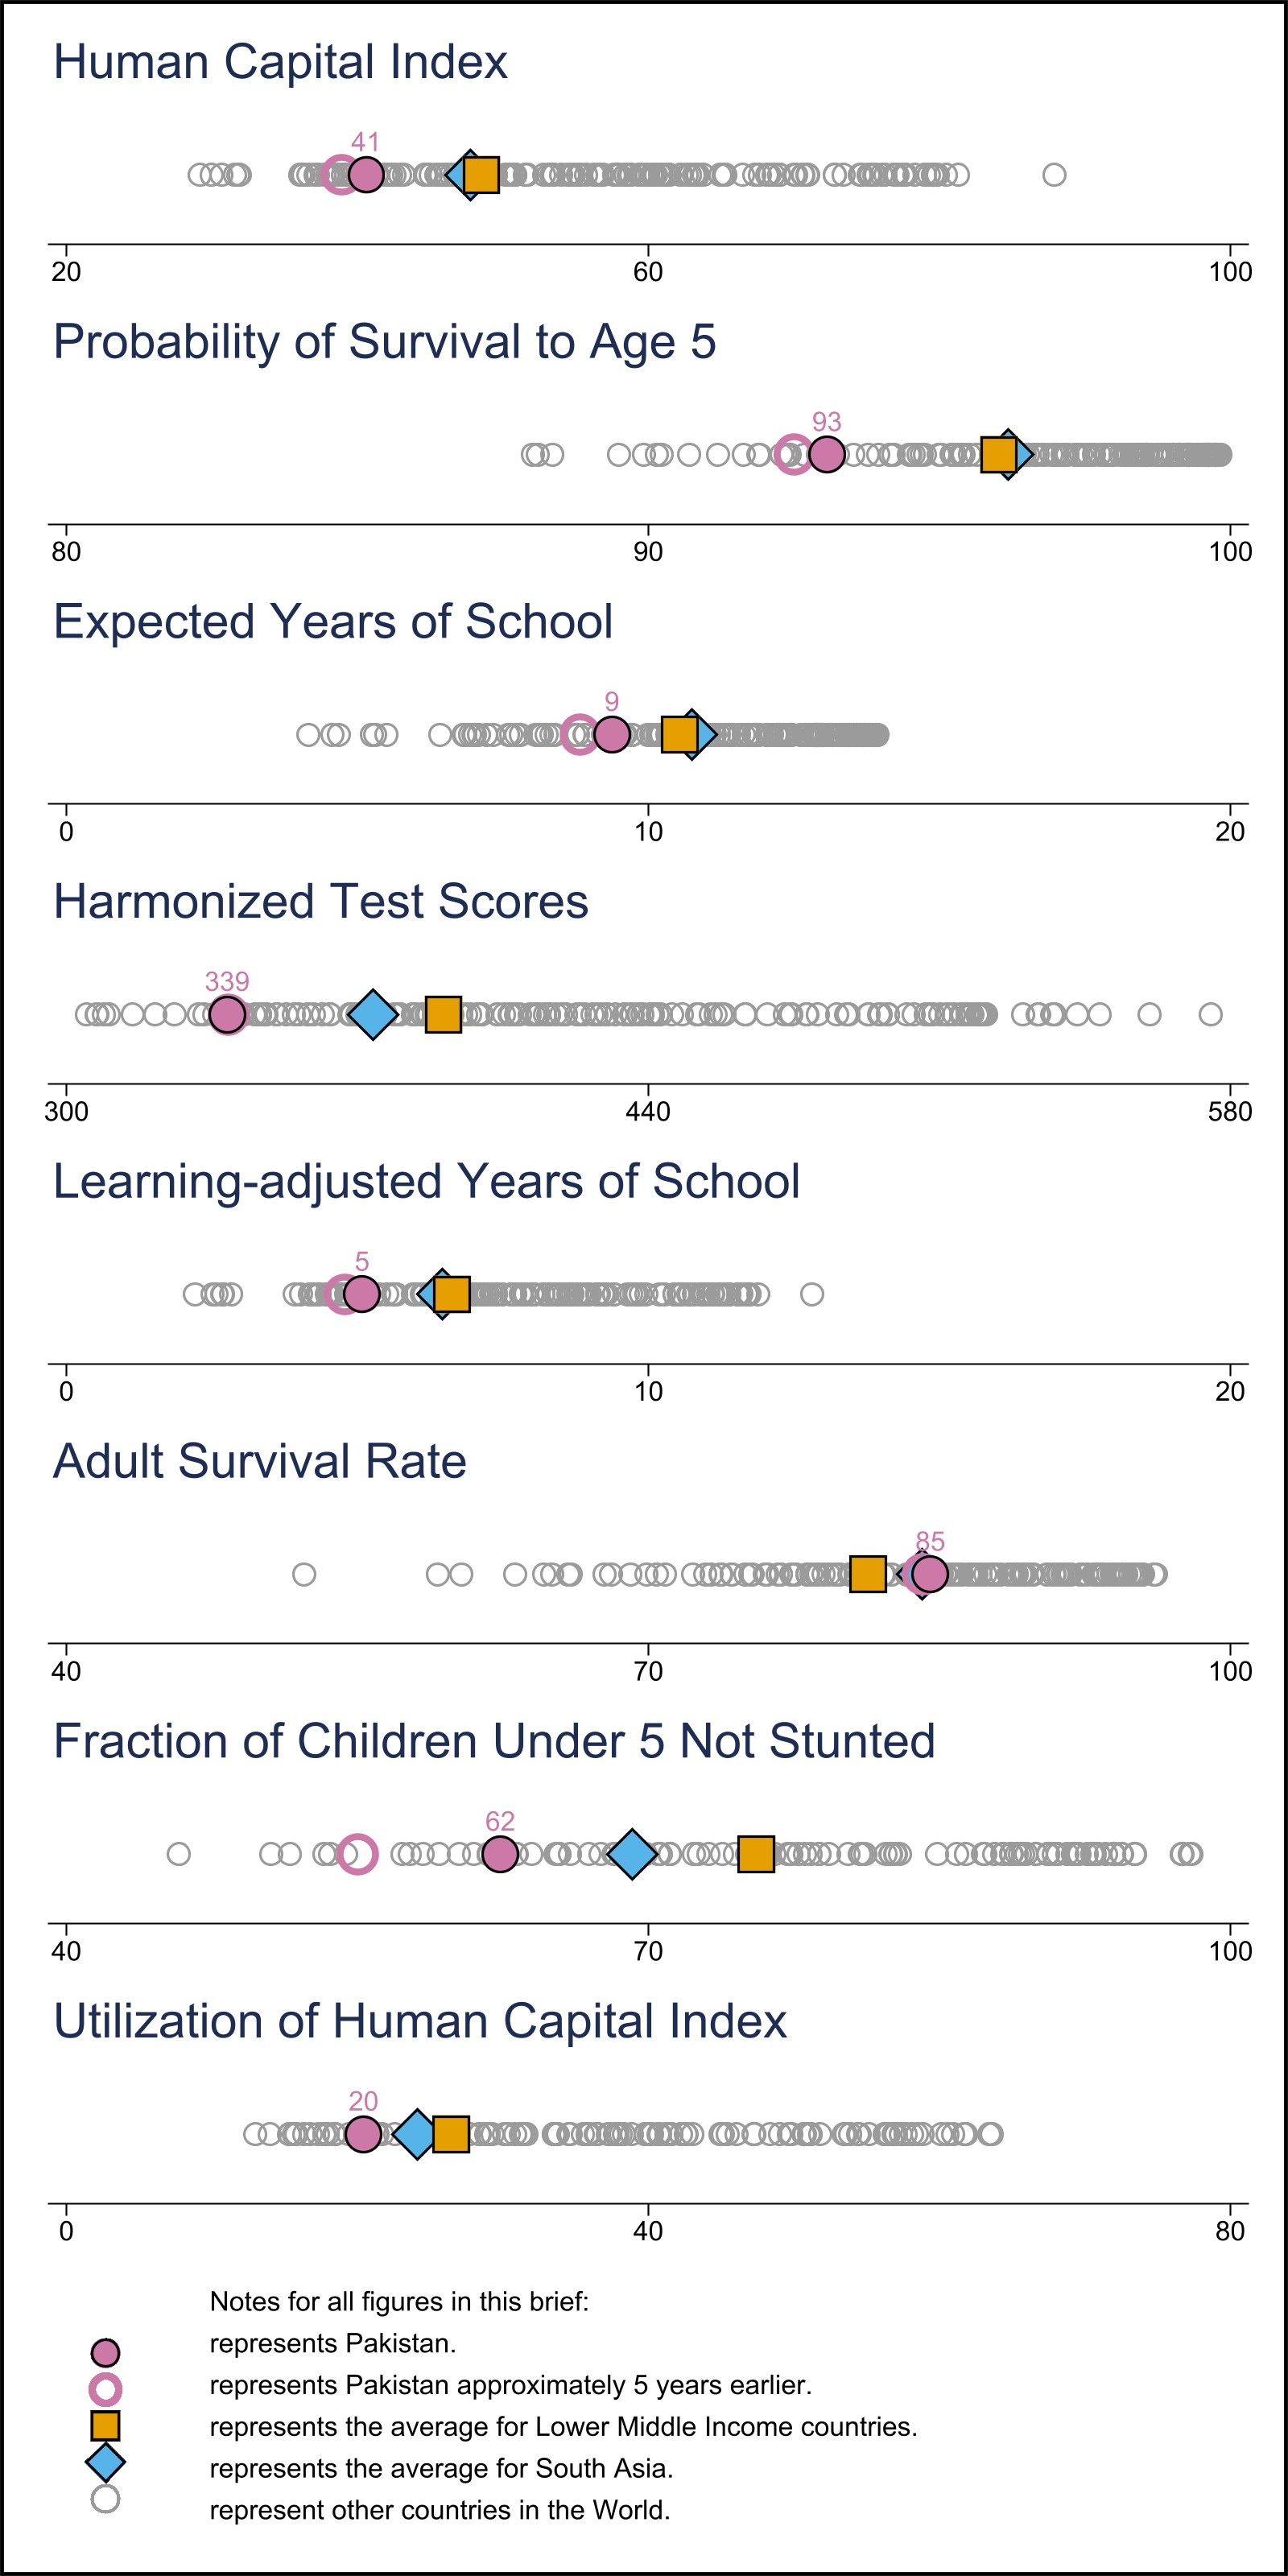 Human Capital Index
41
20 60 100
Probability of Survival to Age 5
93
80 90 100
Expected Years of School
9
0 10 20
Harmonized Test Scores
339
300 440 580
Learning-adjusted Years of School
5
0 10 20
Adult Survival Rate
85
40 70 100
Fraction of Children Under 5 Not Stunted
62
40 70 100
Utilization of Human Capital Index
20
0 40 80
Notes for all figures in this brief:
represents Pakistan.
represents Pakistan approximately 5 years earlier.
represents the average for Lower Middle Income countries.
represents the average for South Asia.
represent other countries in the World.